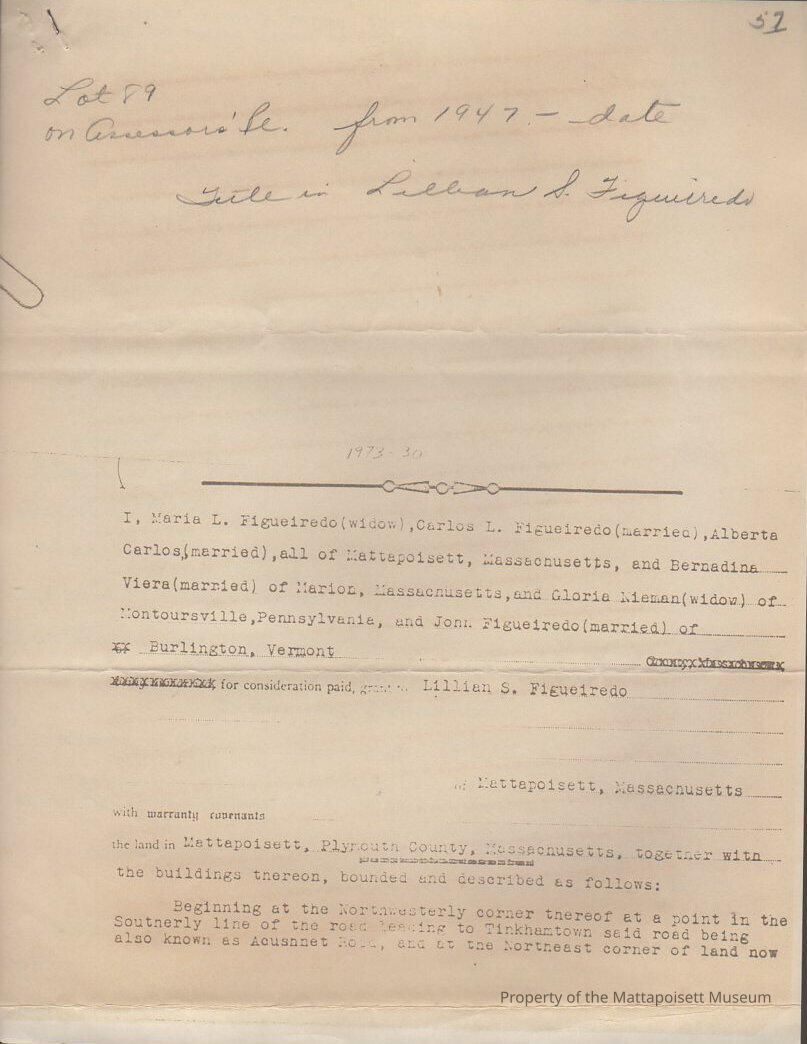 52
Lot 89
on Assessors' Pl. from 1947 - date
Title in Lillian S. Figueiredo
1973-30
I, Maria L. Figueiredo(widow),Carlos L. Figueiredo(married),Alberta
Carlos,(married),all of Mattapoisett, Massachusetts, and Bernadina
Viera(married) of Marion, Massachusetts,and Gloria Nieman(widow) of
Montoursville,Pennsylvania, and John Figueiredo(married) of
xx Burlington, Vermont
for consideration paid, grant to Lillian S. Figueiredo
of Mattapoisett, Massachusetts
with warranty covenants
the land in Mattapoisett, Plymouth County, Massachusetts, together with
the buildings thereon, bounded and described as follows:
Beginning at the Northwesterly corner thereof at a point in the
Southerly line of the road leading to Tinkhamtown said road being
also known as Acushnet Road, and at the Northeast corner of land now
Property of the Mattapoisett Museum